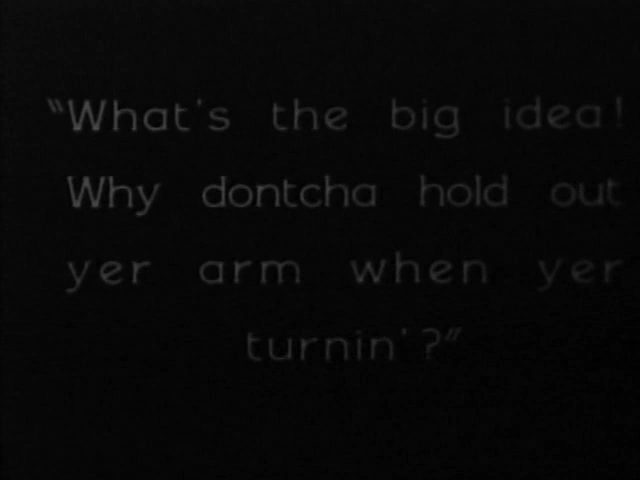 "What's the big idea!
Why dontcha hold out
yer arm when yer
turnin'?"